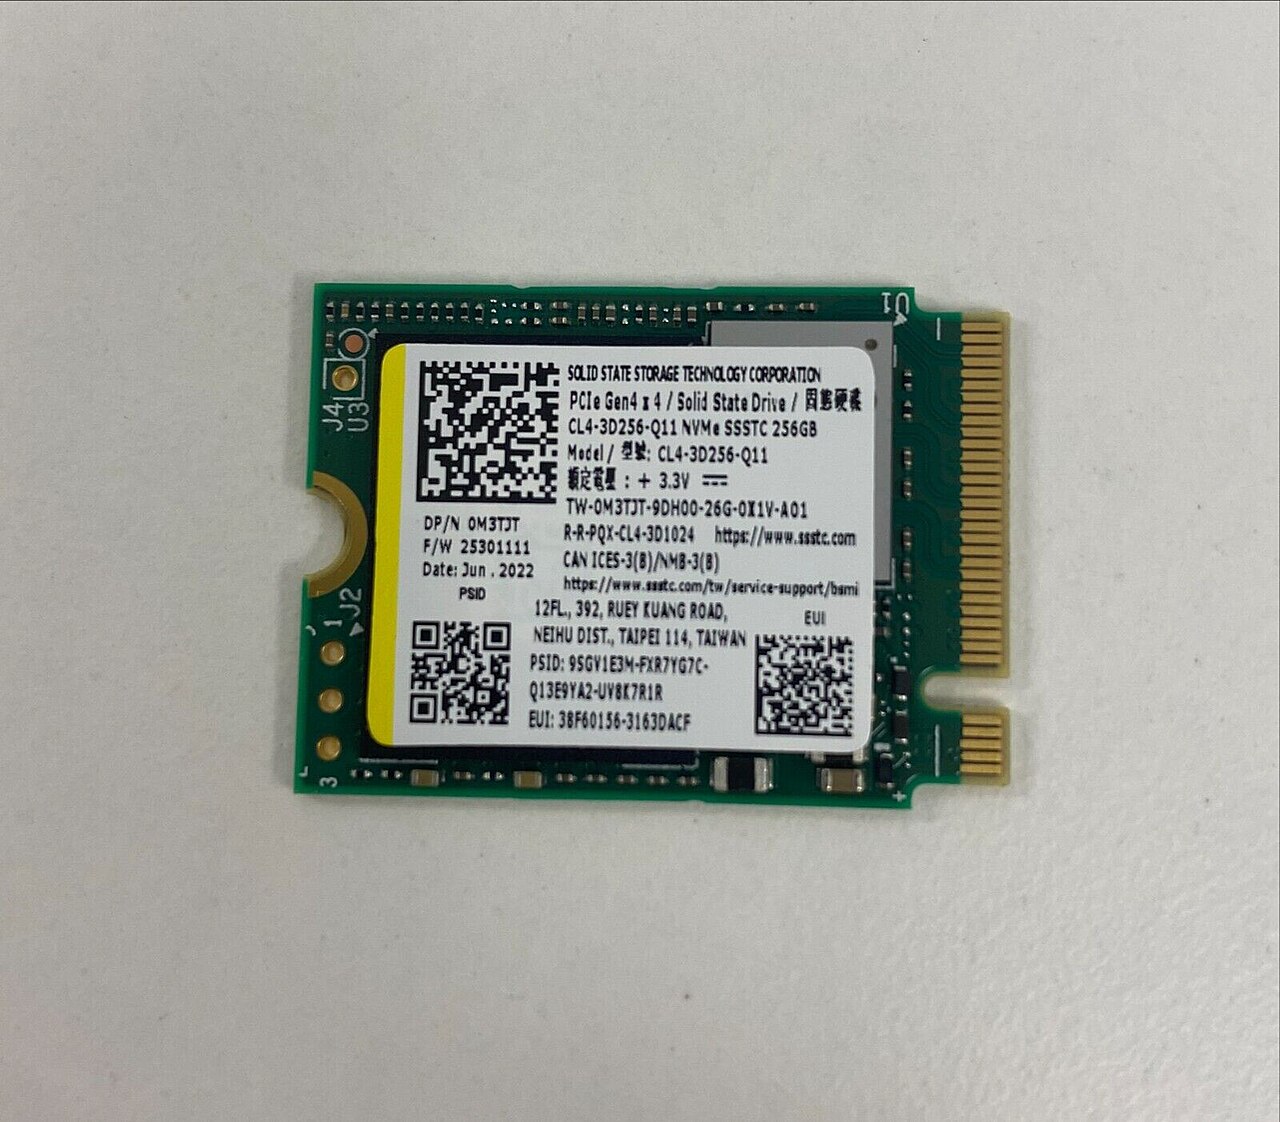 U1
J4
U3
SOLID STATE STORAGE TECHNOLOGY CORPORATION
PCIe Gen4 x 4 / Solid State Drive / 固態硬碟
CL4-3D256-Q11 NVMe SSSTC 256GB
Model / 型號: CL4-3D256-Q11
額定電壓 : + 3.3V
TW-0M3TJT-9DH00-26G-0X1V-A01
DP/N 0M3TJT
R-R-PQX-CL4-3D1024 https://www.ssstc.com
F/W 25301111
CAN ICES-3(B)/NMB-3(B)
Date: Jun . 2022
https://www.ssstc.com/tw/service-support/bsmi
PSID
12FL., 392, RUEY KUANG ROAD,
EUI
NEIHU DIST., TAIPEI 114, TAIWAN
PSID: 9SGV1E3M-FXR7YG7C-
Q13E9YA2-UV8K7R1R
EUI: 38F60156-3163DACF
1 J2
3
+